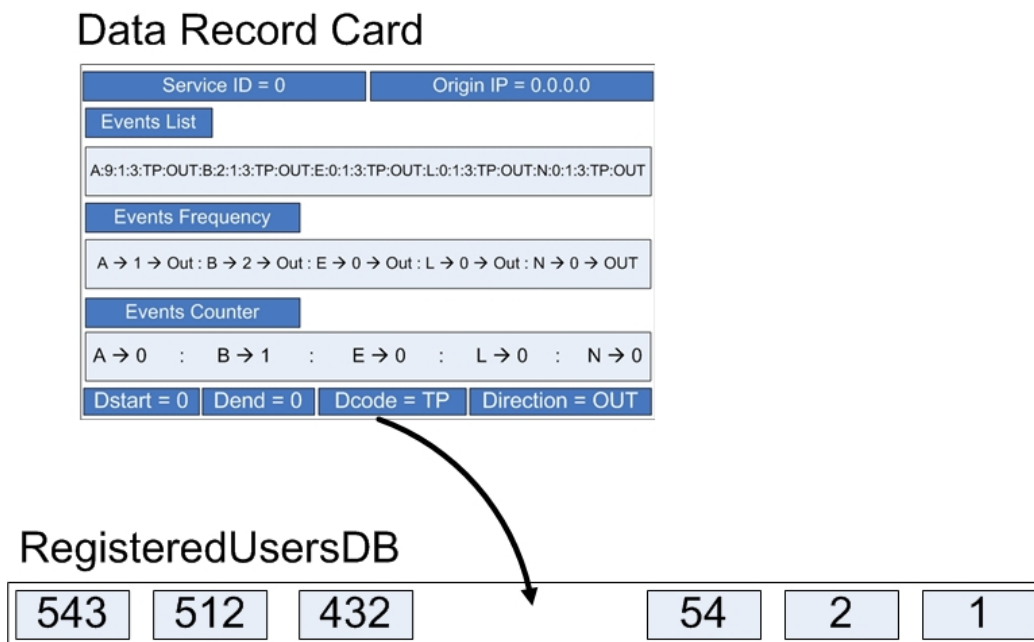 Data Record Card
Service ID = 0 Origin IP = 0.0.0.0
Events List
A:9:1:3:TP:OUT:B:2:1:3:TP:OUT:E:0:1:3:TP:OUT:L:0:1:3:TP:OUT:N:0:1:3:TP:OUT
Events Frequency
A → 1 → Out : B → 2 → Out : E → 0 → Out : L → 0 → Out : N → 0 → OUT
Events Counter
A → 0 : B → 1 : E → 0 : L → 0 : N → 0
Dstart = 0 Dend = 0 Dcode = TP Direction = OUT
RegisteredUsersDB
543 512 432 54 2 1